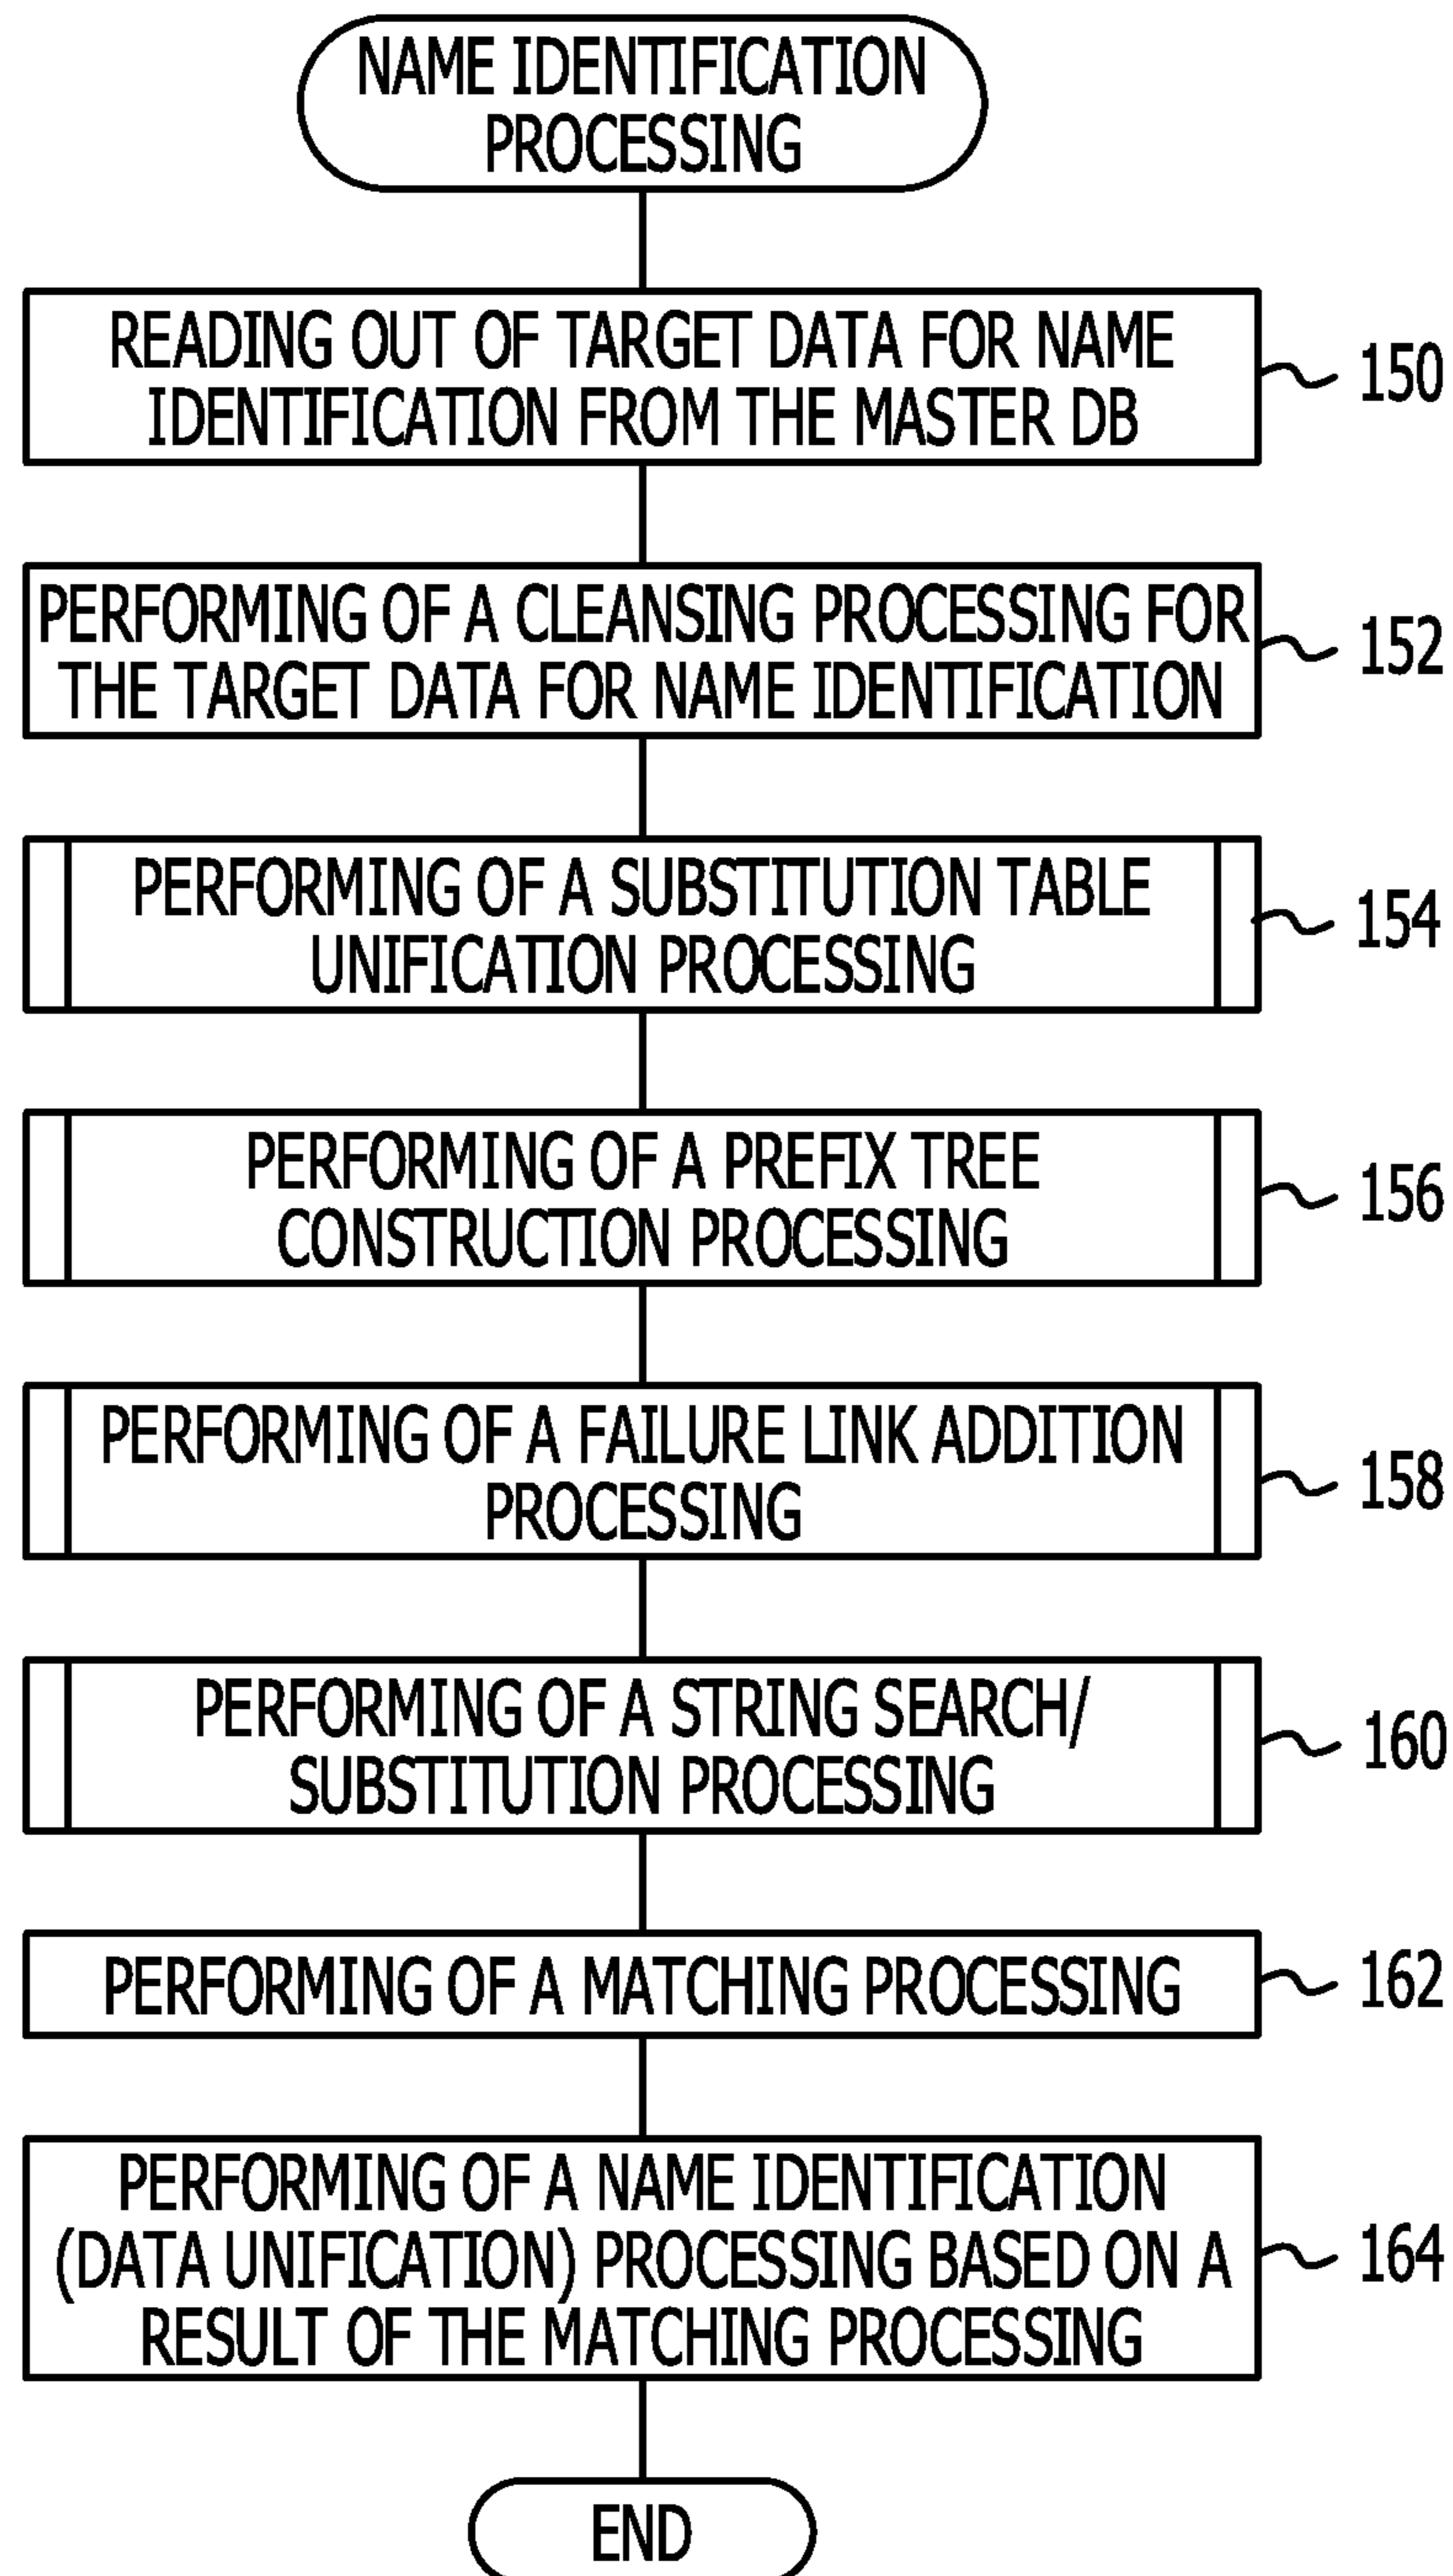 NAME IDENTIFICATION
PROCESSING
READING OUT OF TARGET DATA FOR NAME
IDENTIFICATION FROM THE MASTER DB
150
PERFORMING OF A CLEANSING PROCESSING FOR
THE TARGET DATA FOR NAME IDENTIFICATION
152
PERFORMING OF A SUBSTITUTION TABLE
UNIFICATION PROCESSING
154
PERFORMING OF A PREFIX TREE
CONSTRUCTION PROCESSING
156
PERFORMING OF A FAILURE LINK ADDITION
PROCESSING
158
PERFORMING OF A STRING SEARCH/
SUBSTITUTION PROCESSING
160
PERFORMING OF A MATCHING PROCESSING
162
PERFORMING OF A NAME IDENTIFICATION
(DATA UNIFICATION) PROCESSING BASED ON A
RESULT OF THE MATCHING PROCESSING
164
END